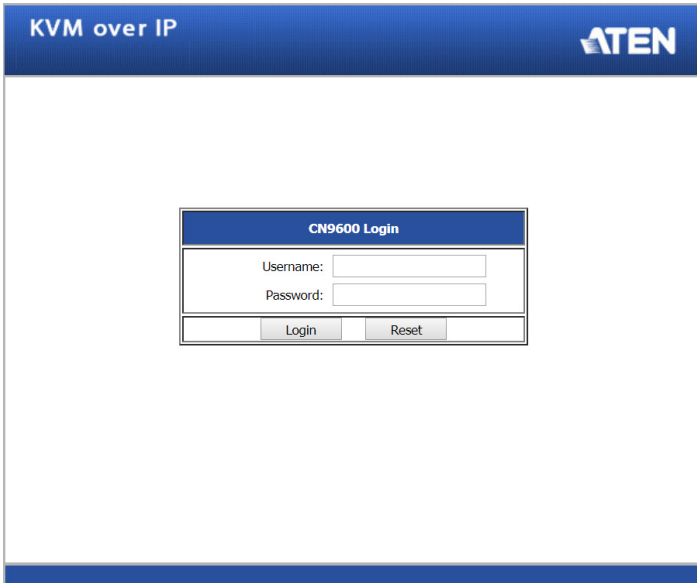 KVM over IP
ATEN
CN9600 Login
Username:
Password:
Login Reset